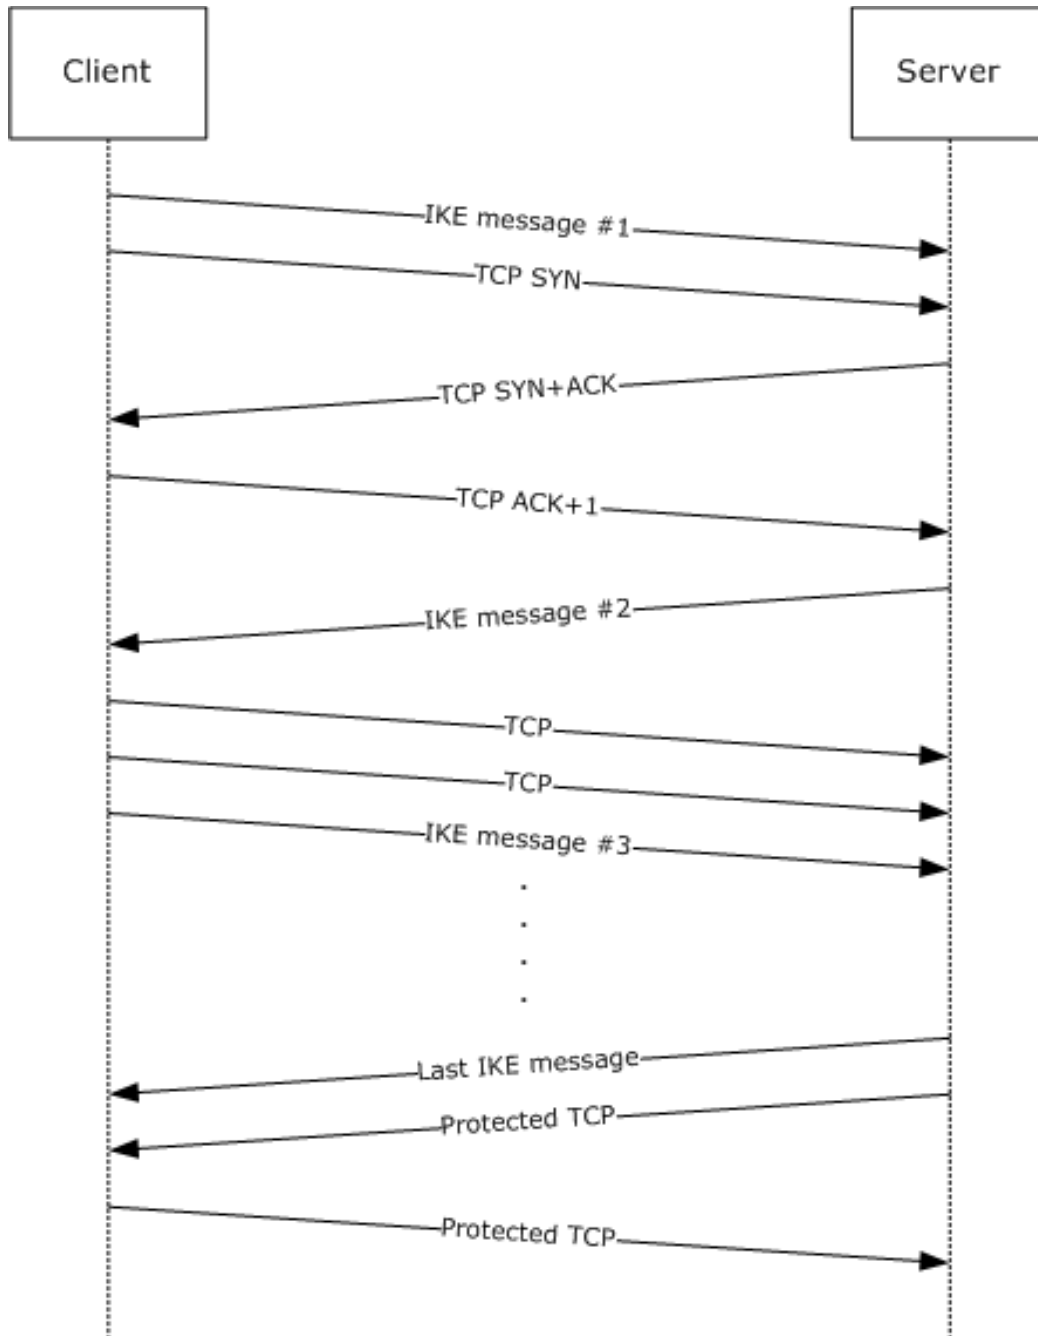 Client
Server
IKE message #1
TCP SYN
TCP SYN+ACK
TCP ACK+1
IKE message #2
TCP
TCP
IKE message #3
.
.
.
.
Last IKE message
Protected TCP
Protected TCP